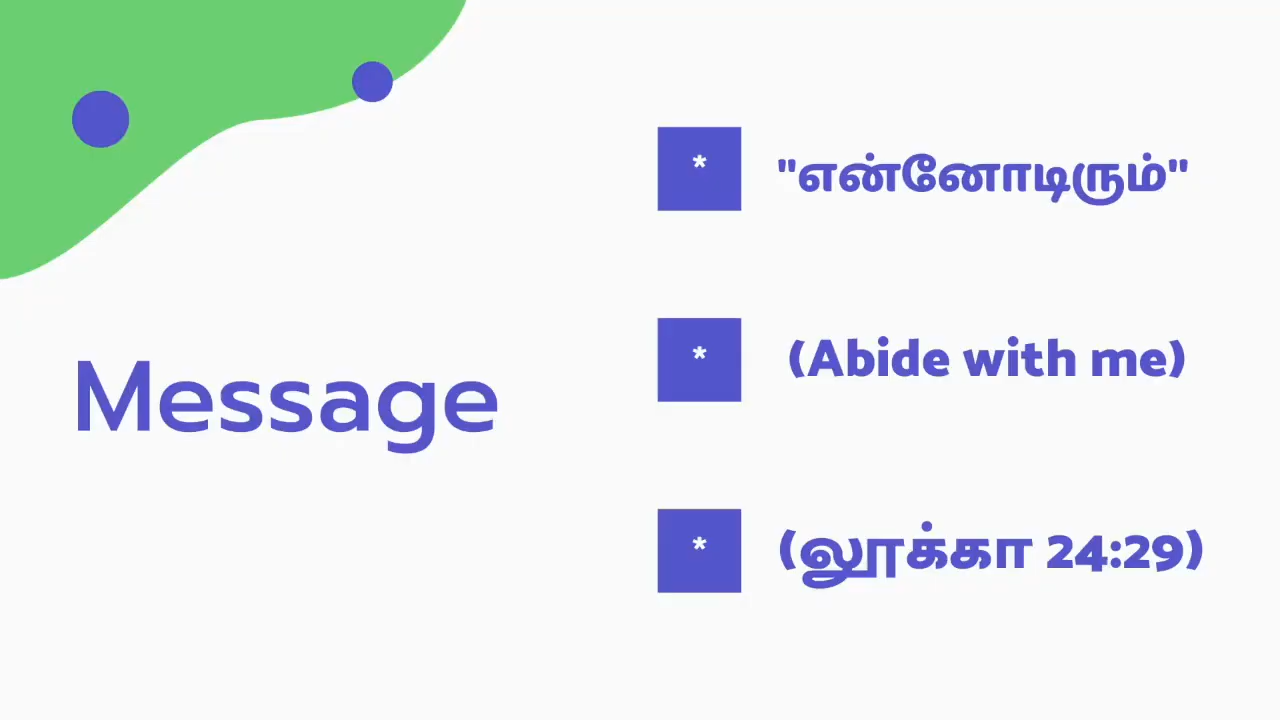 Message
* "என்னோடிரும்"
* (Abide with me)
* (லூக்கா 24:29)